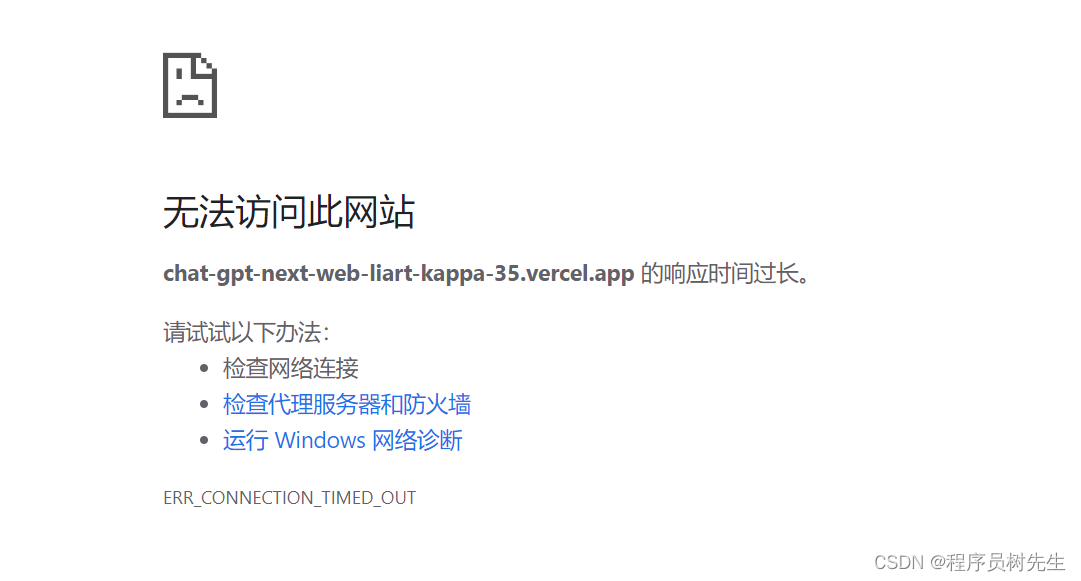 无法访问此网站
chat-gpt-next-web-liart-kappa-35.vercel.app 的响应时间过长。
请试试以下办法：
检查网络连接
检查代理服务器和防火墙
运行 Windows 网络诊断
ERR_CONNECTION_TIMED_OUT
CSDN @程序员树先生